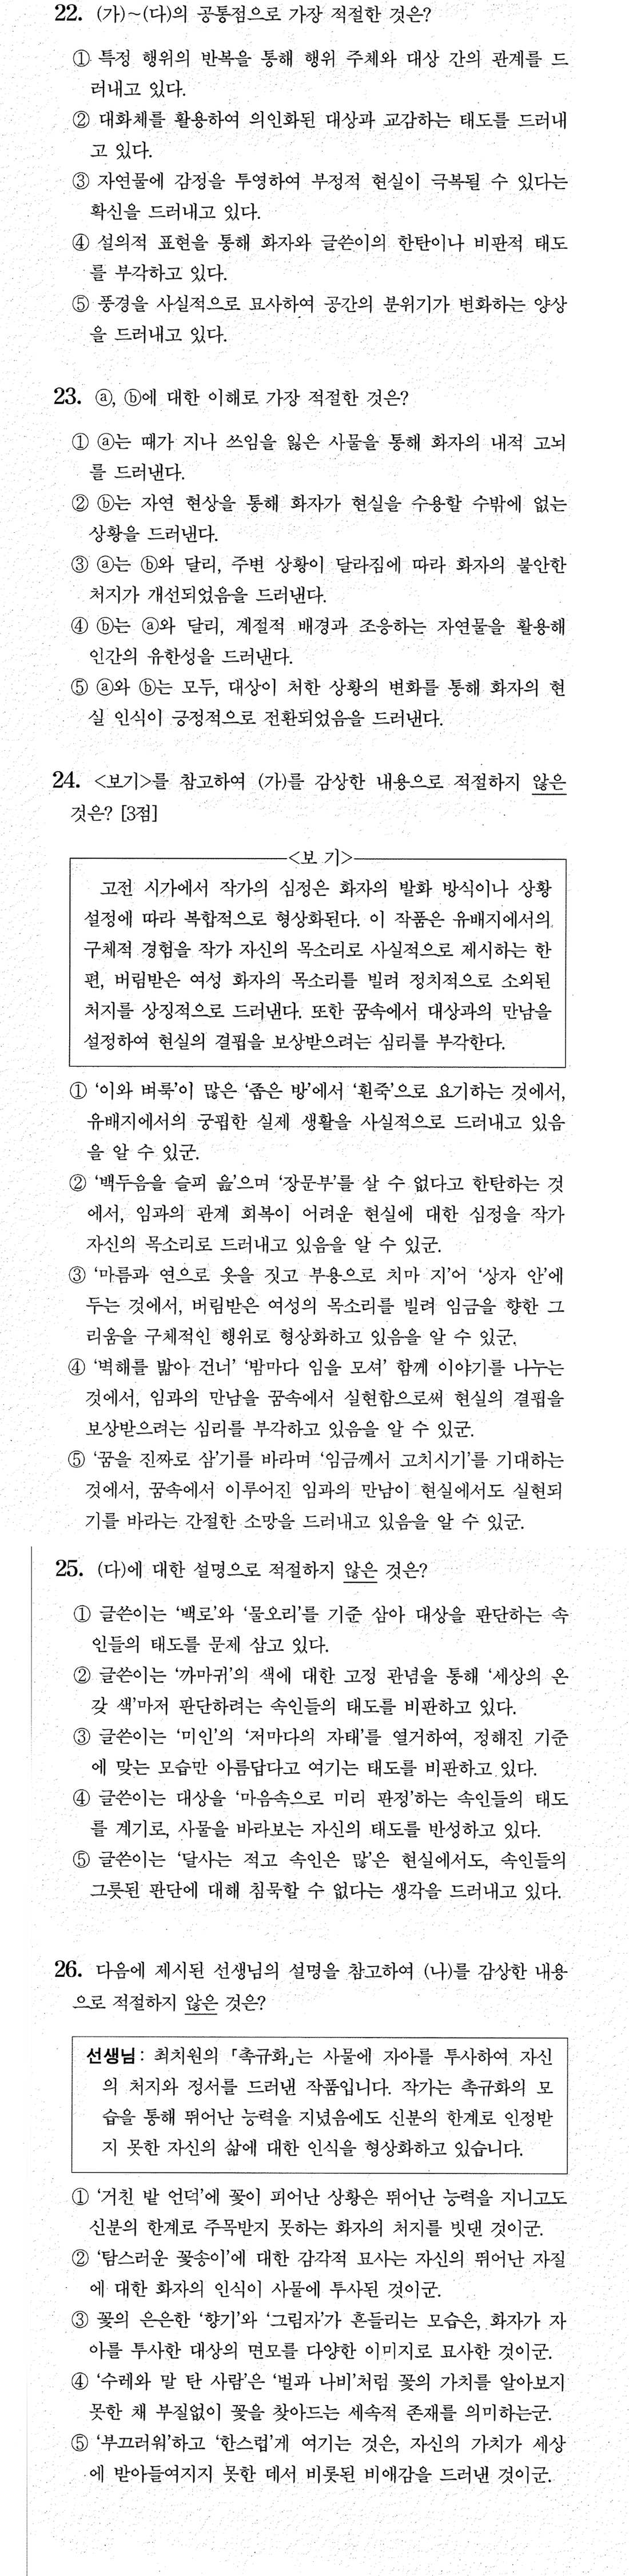 22. (가)~(다)의 공통점으로 가장 적절한 것은?
① 특정 행위의 반복을 통해 행위 주체와 대상 간의 관계를 드
러내고 있다.
② 대화체를 활용하여 의인화된 대상과 교감하는 태도를 드러내
고 있다.
③ 자연물에 감정을 투영하여 부정적 현실이 극복될 수 있다는
확신을 드러내고 있다.
④ 설의적 표현을 통해 화자와 글쓴이의 한탄이나 비판적 태도
를 부각하고 있다.
⑤ 풍경을 사실적으로 묘사하여 공간의 분위기가 변화하는 양상
을 드러내고 있다.
23. ⓐ, ⓑ에 대한 이해로 가장 적절한 것은?
① ⓐ는 때가 지나 쓰임을 잃은 사물을 통해 화자의 내적 고뇌
를 드러낸다.
② ⓑ는 자연 현상을 통해 화자가 현실을 수용할 수밖에 없는
상황을 드러낸다.
③ ⓐ는 ⓑ와 달리, 주변 상황이 달라짐에 따라 화자의 불안한
처지가 개선되었음을 드러낸다.
④ ⓑ는 ⓐ와 달리, 계절적 배경과 조응하는 자연물을 활용해
인간의 유한성을 드러낸다.
⑤ ⓐ와 ⓑ는 모두, 대상이 처한 상황의 변화를 통해 화자의 현
실 인식이 긍정적으로 전환되었음을 드러낸다.
24. <보기>를 참고하여 (가)를 감상한 내용으로 적절하지 않은
것은? [3점]
<보 기>
고전 시가에서 작가의 심정은 화자의 발화 방식이나 상황
설정에 따라 복합적으로 형상화된다. 이 작품은 유배지에서의
구체적 경험을 작가 자신의 목소리로 사실적으로 제시하는 한
편, 버림받은 여성 화자의 목소리를 빌려 정치적으로 소외된
처지를 상징적으로 드러낸다. 또한 꿈속에서 대상과의 만남을
설정하여 현실의 결핍을 보상받으려는 심리를 부각한다.
① ‘이와 벼룩’이 많은 ‘좁은 방’에서 ‘흰죽’으로 요기하는 것에서,
유배지에서의 궁핍한 실제 생활을 사실적으로 드러내고 있음
을 알 수 있군.
② ‘백두음을 슬피 읊’으며 ‘장문부’를 살 수 없다고 한탄하는 것
에서, 임과의 관계 회복이 어려운 현실에 대한 심정을 작가
자신의 목소리로 드러내고 있음을 알 수 있군.
③ ‘마름과 연으로 옷을 짓고 부용으로 치마 지’어 ‘상자 안’에
두는 것에서, 버림받은 여성의 목소리를 빌려 임금을 향한 그
리움을 구체적인 행위로 형상화하고 있음을 알 수 있군.
④ ‘벽해를 밟아 건너’ ‘밤마다 임을 모셔’ 함께 이야기를 나누는
것에서, 임과의 만남을 꿈속에서 실현함으로써 현실의 결핍을
보상받으려는 심리를 부각하고 있음을 알 수 있군.
⑤ ‘꿈을 진짜로 삼’기를 바라며 ‘임금께서 고치시기’를 기대하는
것에서, 꿈속에서 이루어진 임과의 만남이 현실에서도 실현되
기를 바라는 간절한 소망을 드러내고 있음을 알 수 있군.
25. (다)에 대한 설명으로 적절하지 않은 것은?
① 글쓴이는 ‘백로’와 ‘물오리’를 기준 삼아 대상을 판단하는 속
인들의 태도를 문제 삼고 있다.
② 글쓴이는 ‘까마귀’의 색에 대한 고정 관념을 통해 ‘세상의 온
갖 색’마저 판단하려는 속인들의 태도를 비판하고 있다.
③ 글쓴이는 ‘미인’의 ‘저마다의 자태’를 열거하여, 정해진 기준
에 맞는 모습만 아름답다고 여기는 태도를 비판하고 있다.
④ 글쓴이는 대상을 ‘마음속으로 미리 판정’하는 속인들의 태도
를 계기로, 사물을 바라보는 자신의 태도를 반성하고 있다.
⑤ 글쓴이는 ‘달사는 적고 속인은 많’은 현실에서도, 속인들의
그릇된 판단에 대해 침묵할 수 없다는 생각을 드러내고 있다.
26. 다음에 제시된 선생님의 설명을 참고하여 (나)를 감상한 내용
으로 적절하지 않은 것은?
선생님: 최치원의 「촉규화」는 사물에 자아를 투사하여 자신
의 처지와 정서를 드러낸 작품입니다. 작가는 촉규화의 모
습을 통해 뛰어난 능력을 지녔음에도 신분의 한계로 인정받
지 못한 자신의 삶에 대한 인식을 형상화하고 있습니다.
① ‘거친 밭 언덕’에 꽃이 피어난 상황은 뛰어난 능력을 지니고도
신분의 한계로 주목받지 못하는 화자의 처지를 빗댄 것이군.
② ‘탐스러운 꽃송이’에 대한 감각적 묘사는 자신의 뛰어난 자질
에 대한 화자의 인식이 사물에 투사된 것이군.
③ 꽃의 은은한 ‘향기’와 ‘그림자’가 흔들리는 모습은, 화자가 자
아를 투사한 대상의 면모를 다양한 이미지로 묘사한 것이군.
④ ‘수레와 말 탄 사람’은 ‘벌과 나비’처럼 꽃의 가치를 알아보지
못한 채 부질없이 꽃을 찾아드는 세속적 존재를 의미하는군.
⑤ ‘부끄러워’하고 ‘한스럽’게 여기는 것은, 자신의 가치가 세상
에 받아들여지지 못한 데서 비롯된 비애감을 드러낸 것이군.